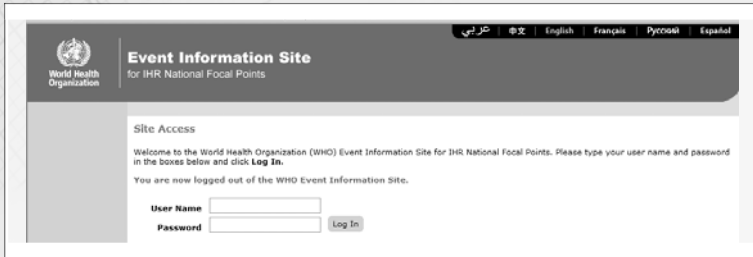 عربي | 中文 | English | Français | Русский | Español
World Health
Organization
Event Information Site
for IHR National Focal Points
Site Access
Welcome to the World Health Organization (WHO) Event Information Site for IHR National Focal Points. Please type your user name and password
in the boxes below and click Log In.
You are now logged out of the WHO Event Information Site.
User Name
Password Log In